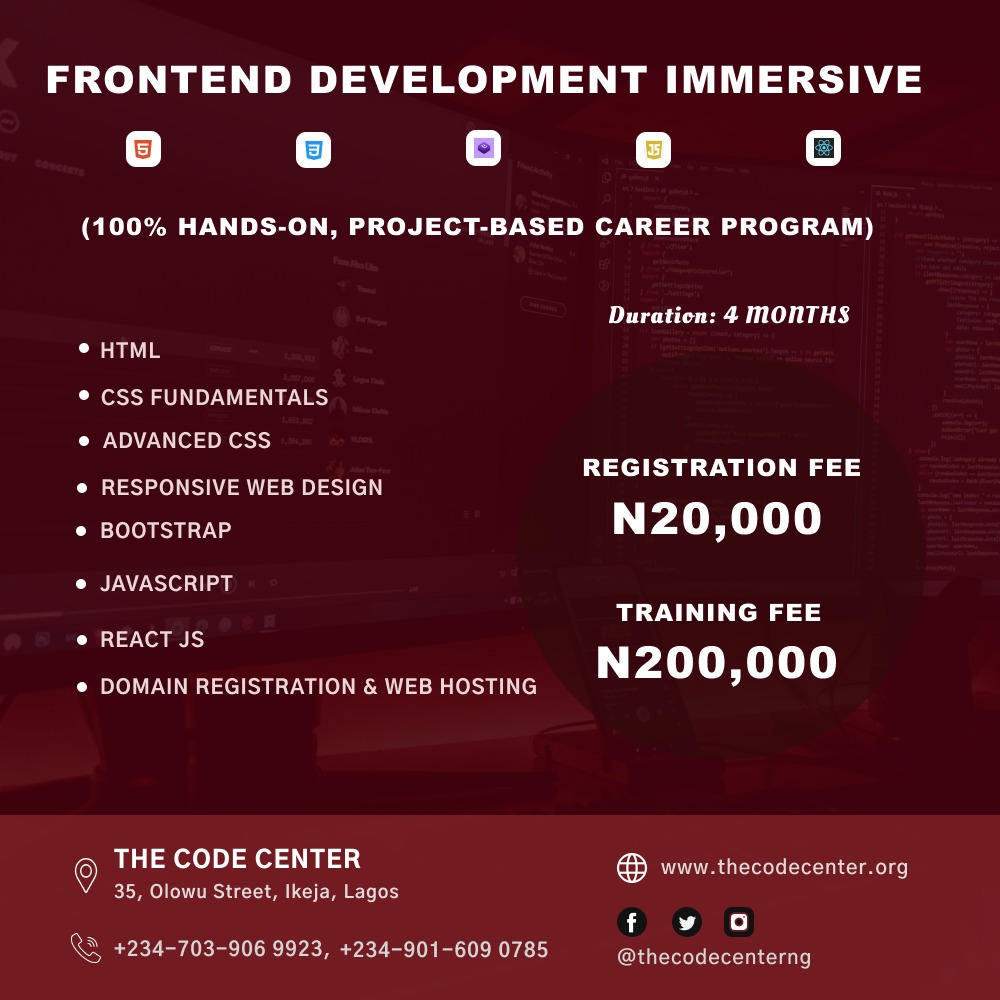 FRONTEND DEVELOPMENT IMMERSIVE
(100% HANDS-ON, PROJECT-BASED CAREER PROGRAM)
Duration: 4 MONTHS
HTML
CSS FUNDAMENTALS
ADVANCED CSS
RESPONSIVE WEB DESIGN
BOOTSTRAP
JAVASCRIPT
REACT JS
DOMAIN REGISTRATION & WEB HOSTING
REGISTRATION FEE
N20,000
TRAINING FEE
N200,000
THE CODE CENTER
35, Olowu Street, Ikeja, Lagos
+234-703-906 9923, +234-901-609 0785
www.thecodecenter.org
@thecodecenterng